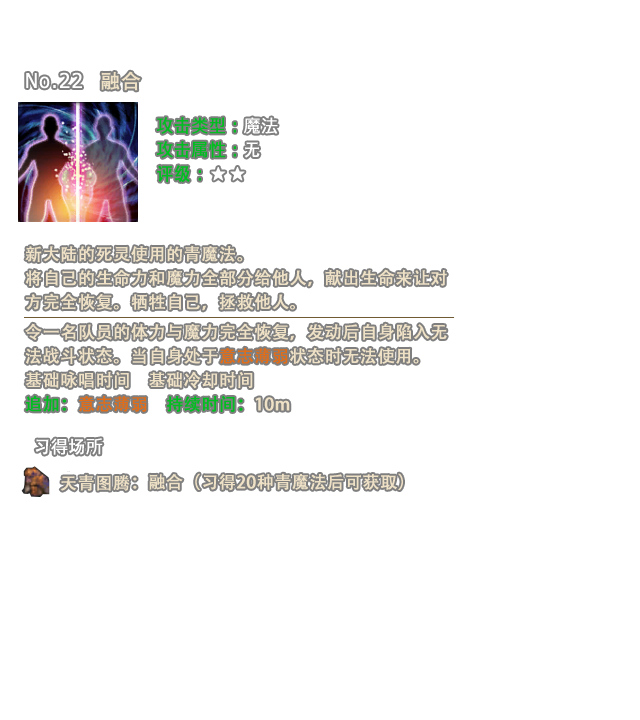 No.22 融合
攻击类型：魔法
攻击属性：无
评级：★★
新大陆的死灵使用的青魔法。
将自己的生命力和魔力全部分给他人，献出生命来让对
方完全恢复。牺牲自己，拯救他人。
令一名队员的体力与魔力完全恢复，发动后自身陷入无
法战斗状态。当自身处于意志薄弱状态时无法使用。
基础咏唱时间 基础冷却时间
追加：意志薄弱 持续时间：10m
习得场所
天青图腾：融合（习得20种青魔法后可获取）